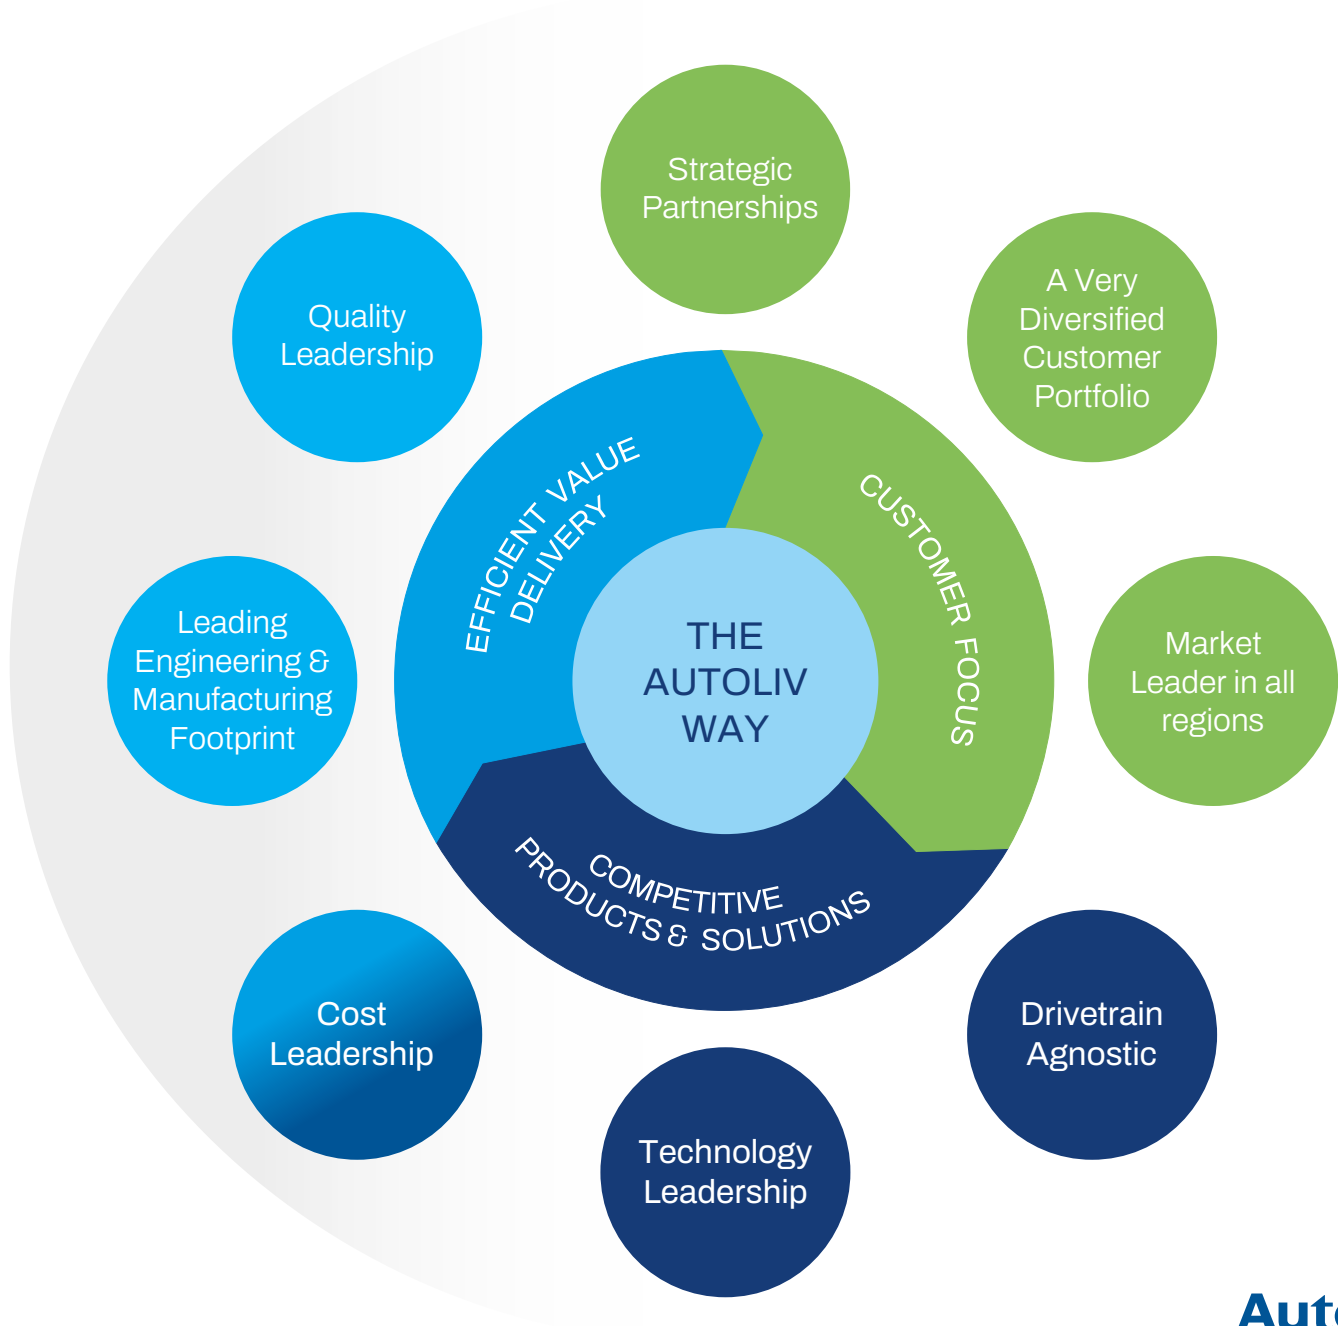 Strategic
Partnerships
A Very
Diversified
Customer
Portfolio
Quality
Leadership
EFFICIENT VALUE
DELIVERY
CUSTOMER FOCUS
THE
AUTOLIV
WAY
Leading
Engineering &
Manufacturing
Footprint
Market
Leader in all
regions
COMPETITIVE
PRODUCTS & SOLUTIONS
Cost
Leadership
Drivetrain
Agnostic
Technology
Leadership